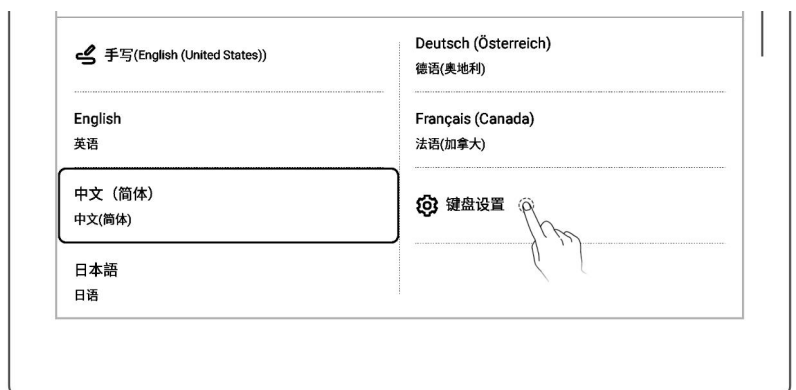 手写(English (United States))
English
英语
中文（简体）
中文(简体)
日本語
日语
Deutsch (Österreich)
德语(奥地利)
Français (Canada)
法语(加拿大)
键盘设置